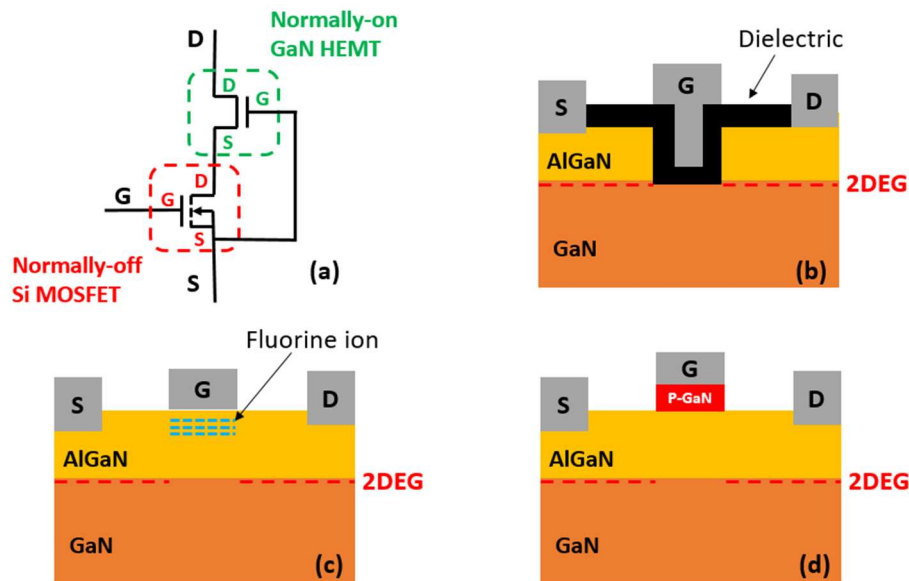 Normally-on
GaN HEMT
D
D
G
S
D
G
G
S
Normally-off
Si MOSFET
S
(a)
Dielectric
G
S
D
AlGaN
2DEG
GaN
(b)
Fluorine ion
G
S
D
AlGaN
2DEG
GaN
(c)
G
P-GaN
S
D
AlGaN
2DEG
GaN
(d)